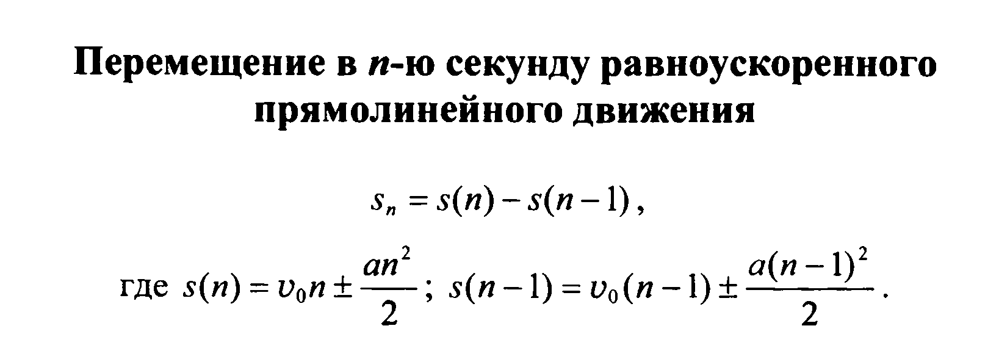 Перемещение в n-ю секунду равноускоренного
прямолинейного движения
sₙ = s(n) − s(n − 1),
где s(n) = υ₀n ± an²/2; s(n − 1) = υ₀(n − 1) ± a(n − 1)²/2.